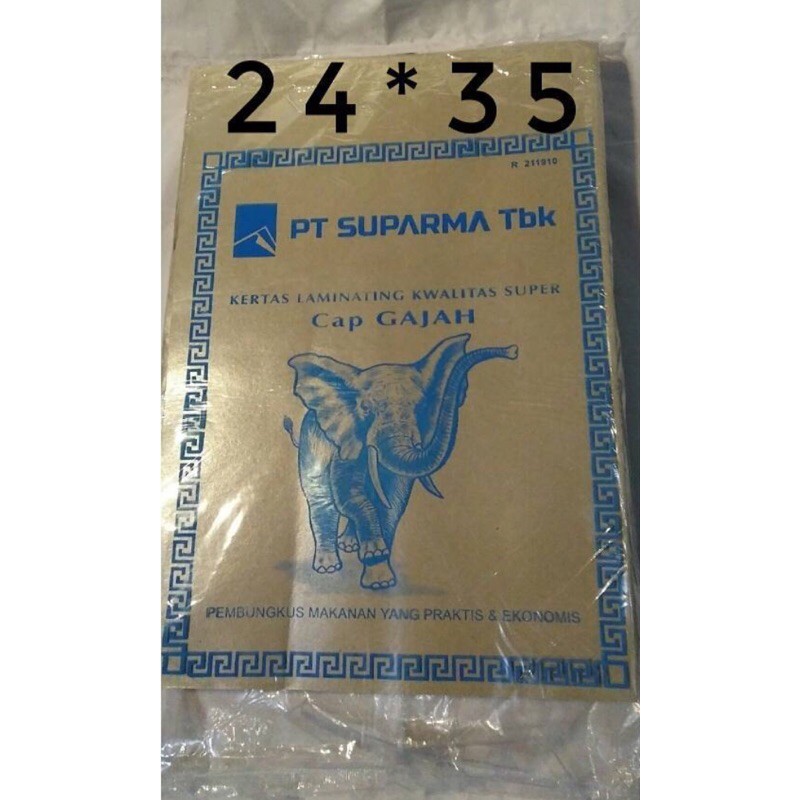 24*35
R 211910
PT SUPARMA Tbk
KERTAS LAMINATING KWALITAS SUPER
Cap GAJAH
PEMBUNGKUS MAKANAN YANG PRAKTIS & EKONOMIS